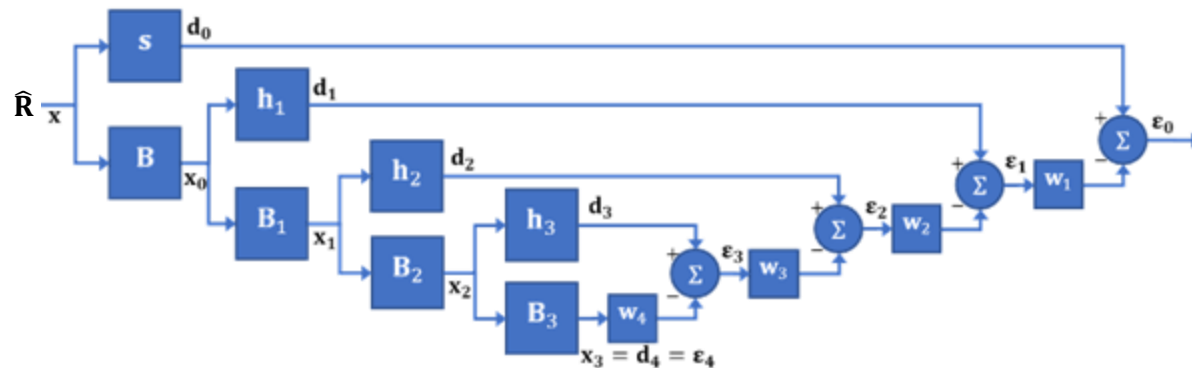 s
d₀
R̂
x
B
h₁
d₁
x₀
B₁
h₂
d₂
x₁
B₂
h₃
d₃
x₂
B₃
w₄
x₃ = d₄ = ε₄
+
Σ
−
ε₃
w₃
+
Σ
−
ε₂
w₂
+
Σ
−
ε₁
w₁
+
Σ
−
ε₀